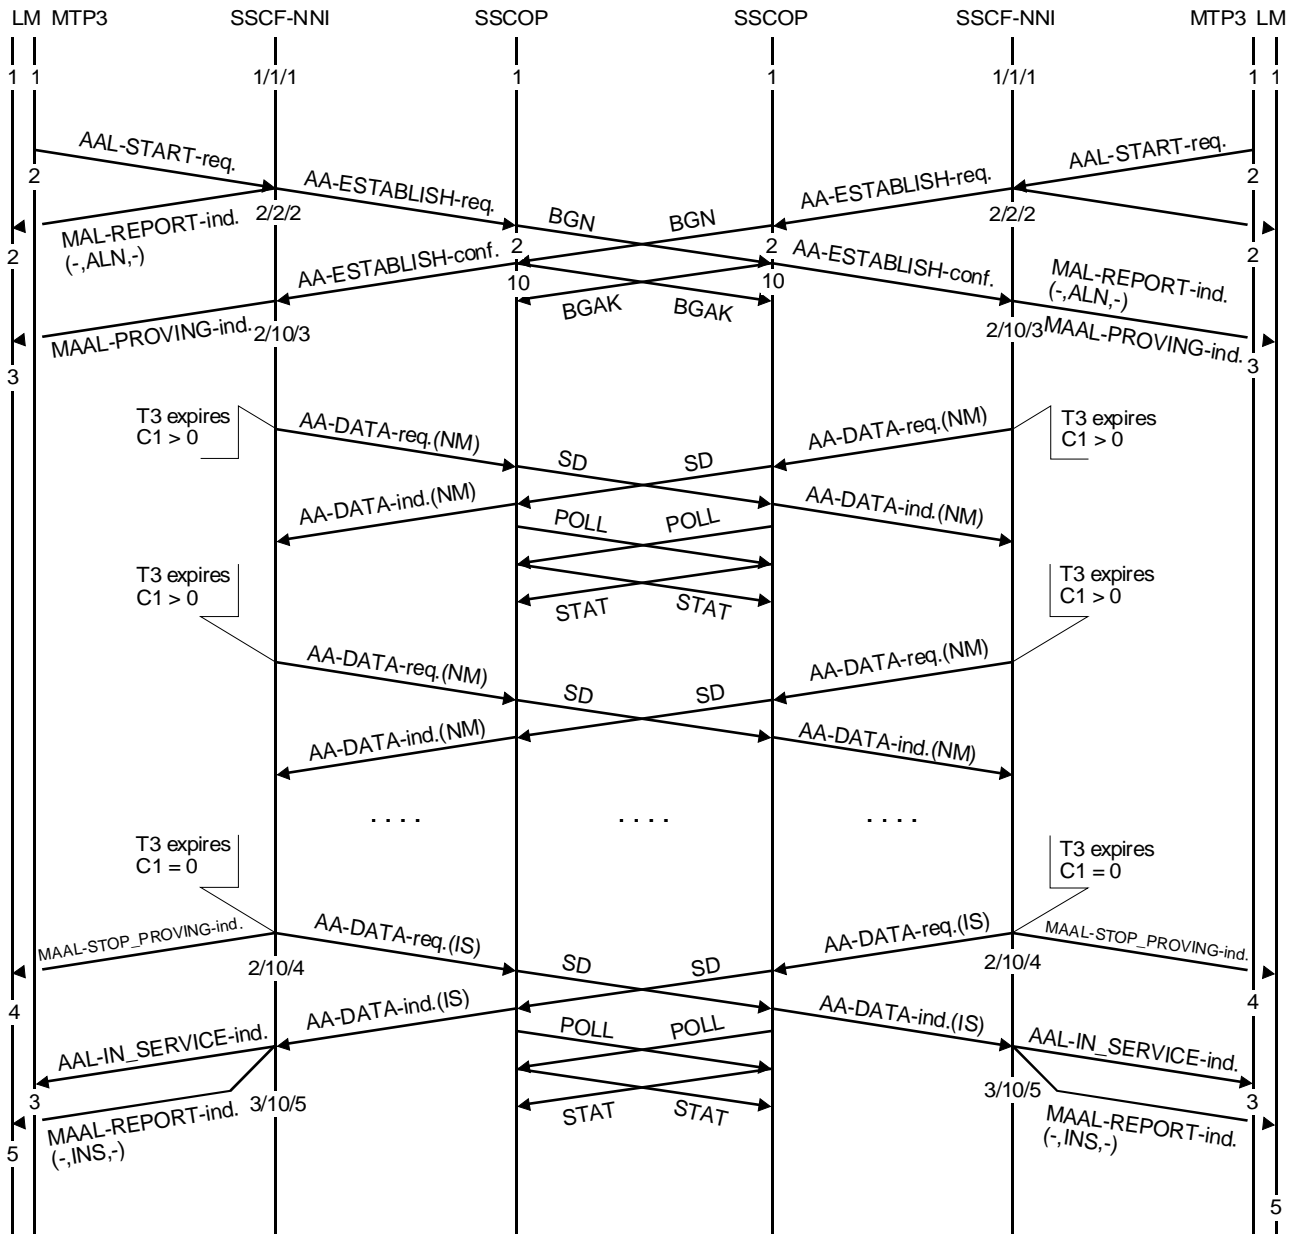 LM MTP3 SSCF-NNI SSCOP SSCOP SSCF-NNI MTP3 LM
1 1 1/1/1 1 1 1/1/1 1 1
AAL-START-req. AAL-START-req.
2 AA-ESTABLISH-req. AA-ESTABLISH-req. 2
2/2/2 BGN BGN 2/2/2
MAL-REPORT-ind.
(-,ALN,-)
2 AA-ESTABLISH-conf. 2 2 AA-ESTABLISH-conf. 2
MAL-REPORT-ind.
(-,ALN,-)
10 BGAK BGAK 10
MAAL-PROVING-ind. 2/10/3 2/10/3 MAAL-PROVING-ind.
3 3
T3 expires T3 expires
C1 > 0 C1 > 0
AA-DATA-req.(NM) AA-DATA-req.(NM)
SD SD
AA-DATA-ind.(NM) AA-DATA-ind.(NM)
POLL POLL
T3 expires T3 expires
C1 > 0 C1 > 0
STAT STAT
AA-DATA-req.(NM) AA-DATA-req.(NM)
SD SD
AA-DATA-ind.(NM) AA-DATA-ind.(NM)
. . . . . . . . . . . .
T3 expires T3 expires
C1 = 0 C1 = 0
MAAL-STOP_PROVING-ind. AA-DATA-req.(IS) AA-DATA-req.(IS) MAAL-STOP_PROVING-ind.
2/10/4 SD SD 2/10/4
4 AA-DATA-ind.(IS) AA-DATA-ind.(IS) 4
AAL-IN_SERVICE-ind. POLL POLL AAL-IN_SERVICE-ind.
3 3/10/5 3/10/5 3
MAAL-REPORT-ind. STAT STAT MAAL-REPORT-ind.
(-,INS,-) (-,INS,-)
5
5